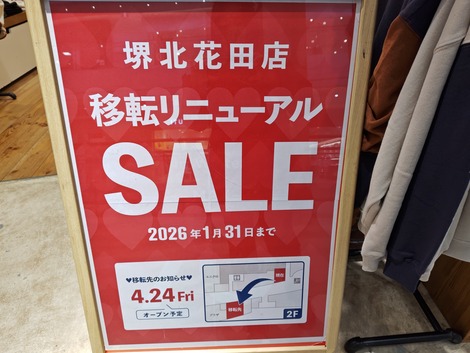 堺北花田店
移転リニューアル
SALE
2026年1月31日まで
♥移転先のお知らせ♥
4.24 Fri
オープン予定
移転先
2F